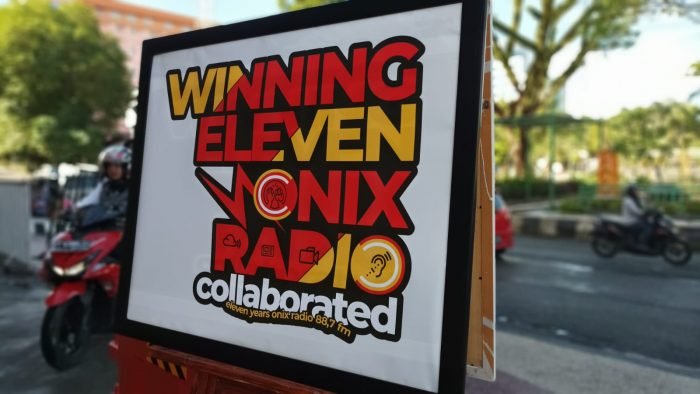 WINNING
ELEVEN
ONIX
RADIO
collaborated
eleven years onix radio 88,7 fm